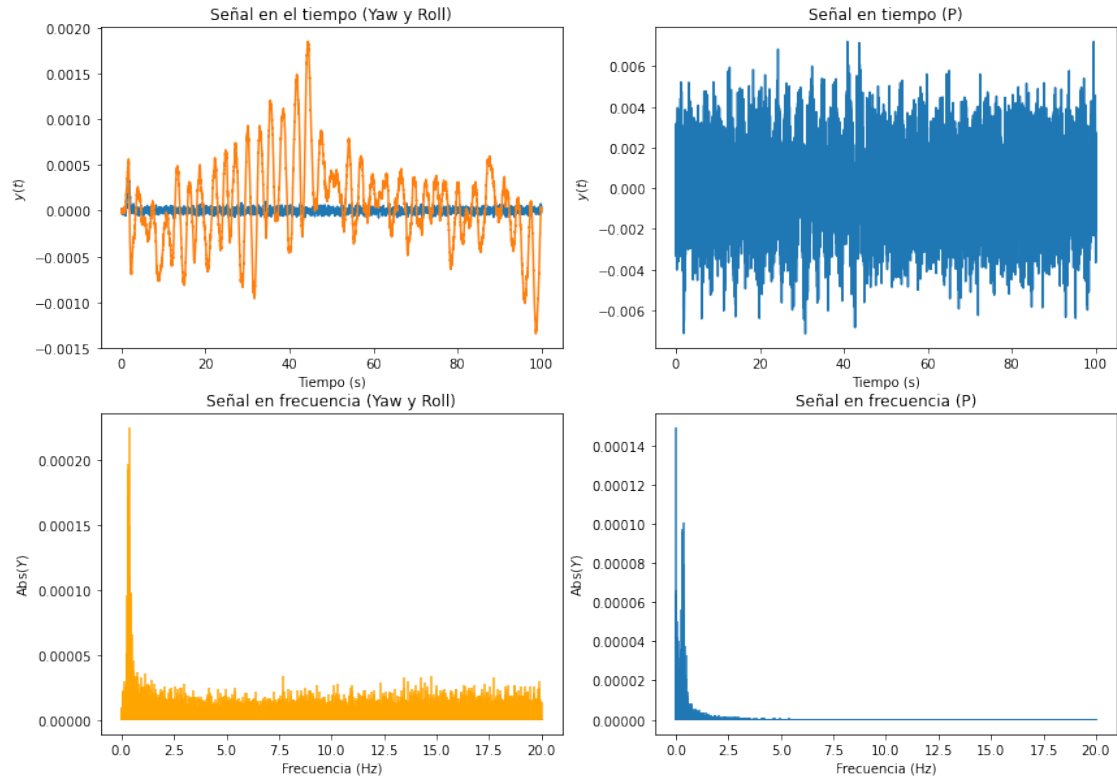 Señal en el tiempo (Yaw y Roll)
0.0020
0.0015
0.0010
0.0005
0.0000
−0.0005
−0.0010
−0.0015
y(t)
0 20 40 60 80 100
Tiempo (s)
Señal en tiempo (P)
0.006
0.004
0.002
0.000
−0.002
−0.004
−0.006
y(t)
0 20 40 60 80 100
Tiempo (s)
Señal en frecuencia (Yaw y Roll)
0.00020
0.00015
0.00010
0.00005
0.00000
Abs(Y)
0.0 2.5 5.0 7.5 10.0 12.5 15.0 17.5 20.0
Frecuencia (Hz)
Señal en frecuencia (P)
0.00014
0.00012
0.00010
0.00008
0.00006
0.00004
0.00002
0.00000
Abs(Y)
0.0 2.5 5.0 7.5 10.0 12.5 15.0 17.5 20.0
Frecuencia (Hz)